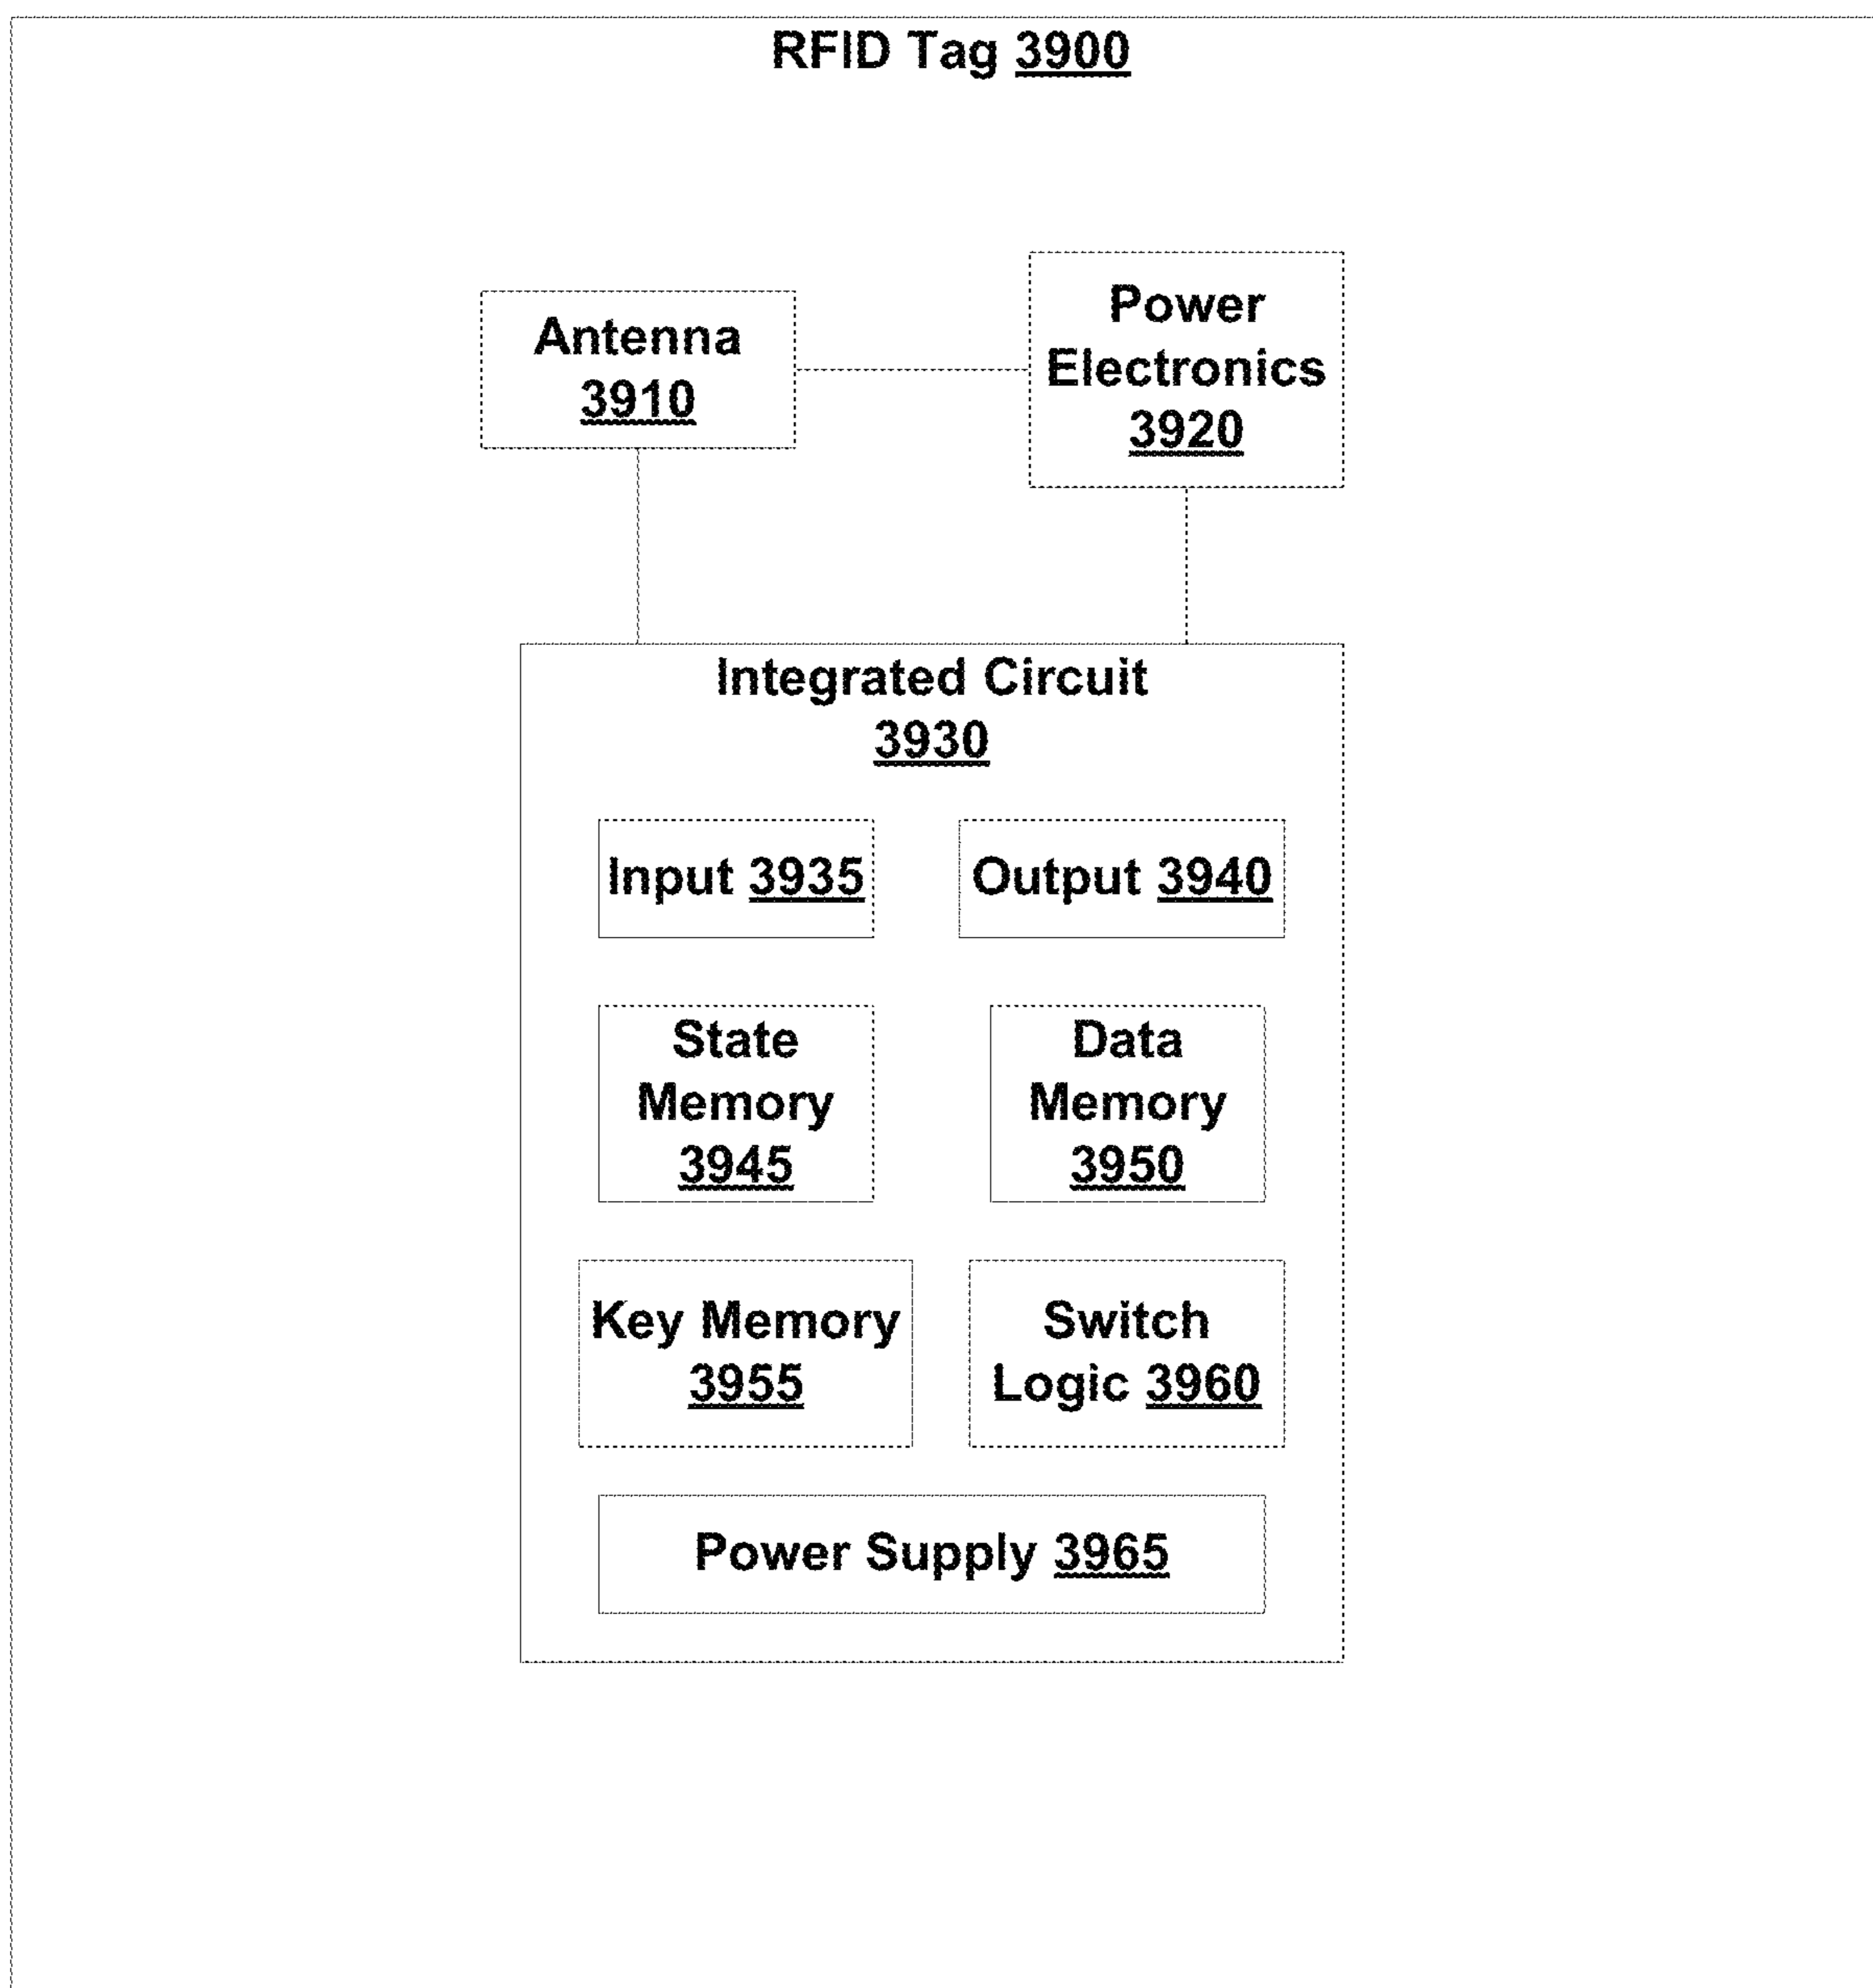 RFID Tag 3900
Antenna
3910
Power
Electronics
3920
Integrated Circuit
3930
Input 3935
Output 3940
State
Memory
3945
Data
Memory
3950
Key Memory
3955
Switch
Logic 3960
Power Supply 3965